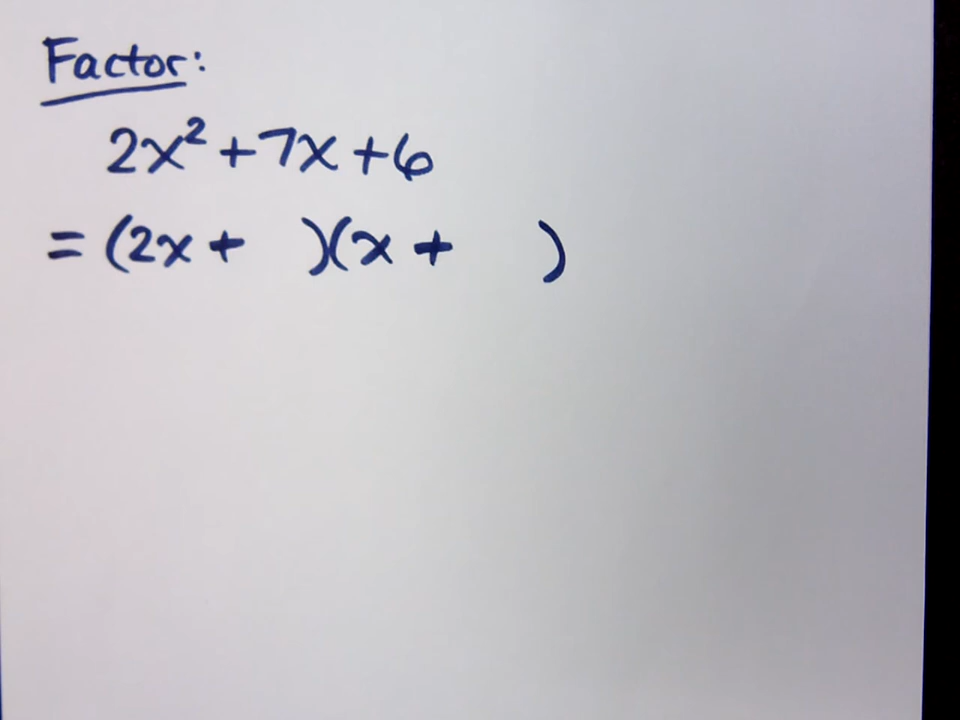 Factor:
2x² + 7x + 6
= (2x +   )(x +   )